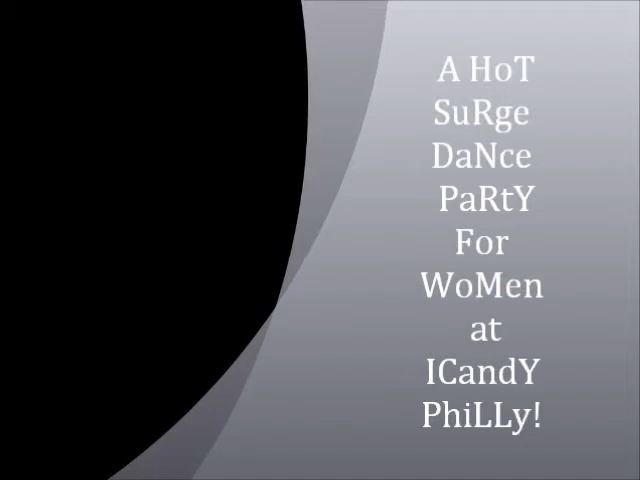 A HoT
SuRge
DaNce
PaRtY
For
WoMen
at
ICandY
PhiLLy!